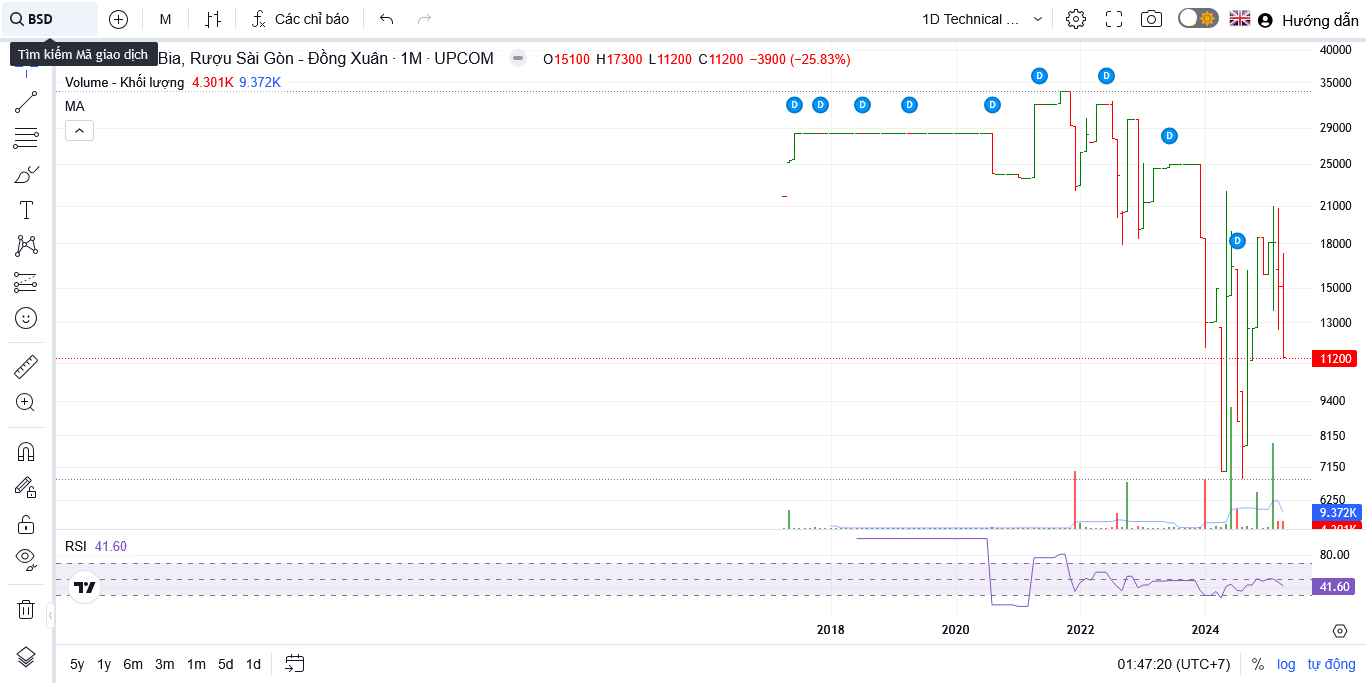 BSD
M
Các chỉ báo
1D Technical ...
Hướng dẫn
Tìm kiếm Mã giao dịch
Bia, Rượu Sài Gòn - Đồng Xuân · 1M · UPCOM
O15100 H17300 L11200 C11200 −3900 (−25.83%)
Volume - Khối lượng 4.301K 9.372K
MA
D D D D D D D D D
40000
35000
29000
25000
21000
18000
15000
13000
11200
9400
8150
7150
6250
9.372K
4.301K
RSI 41.60
80.00
41.60
2018 2020 2022 2024
5y 1y 6m 3m 1m 5d 1d
01:47:20 (UTC+7) % log tự động